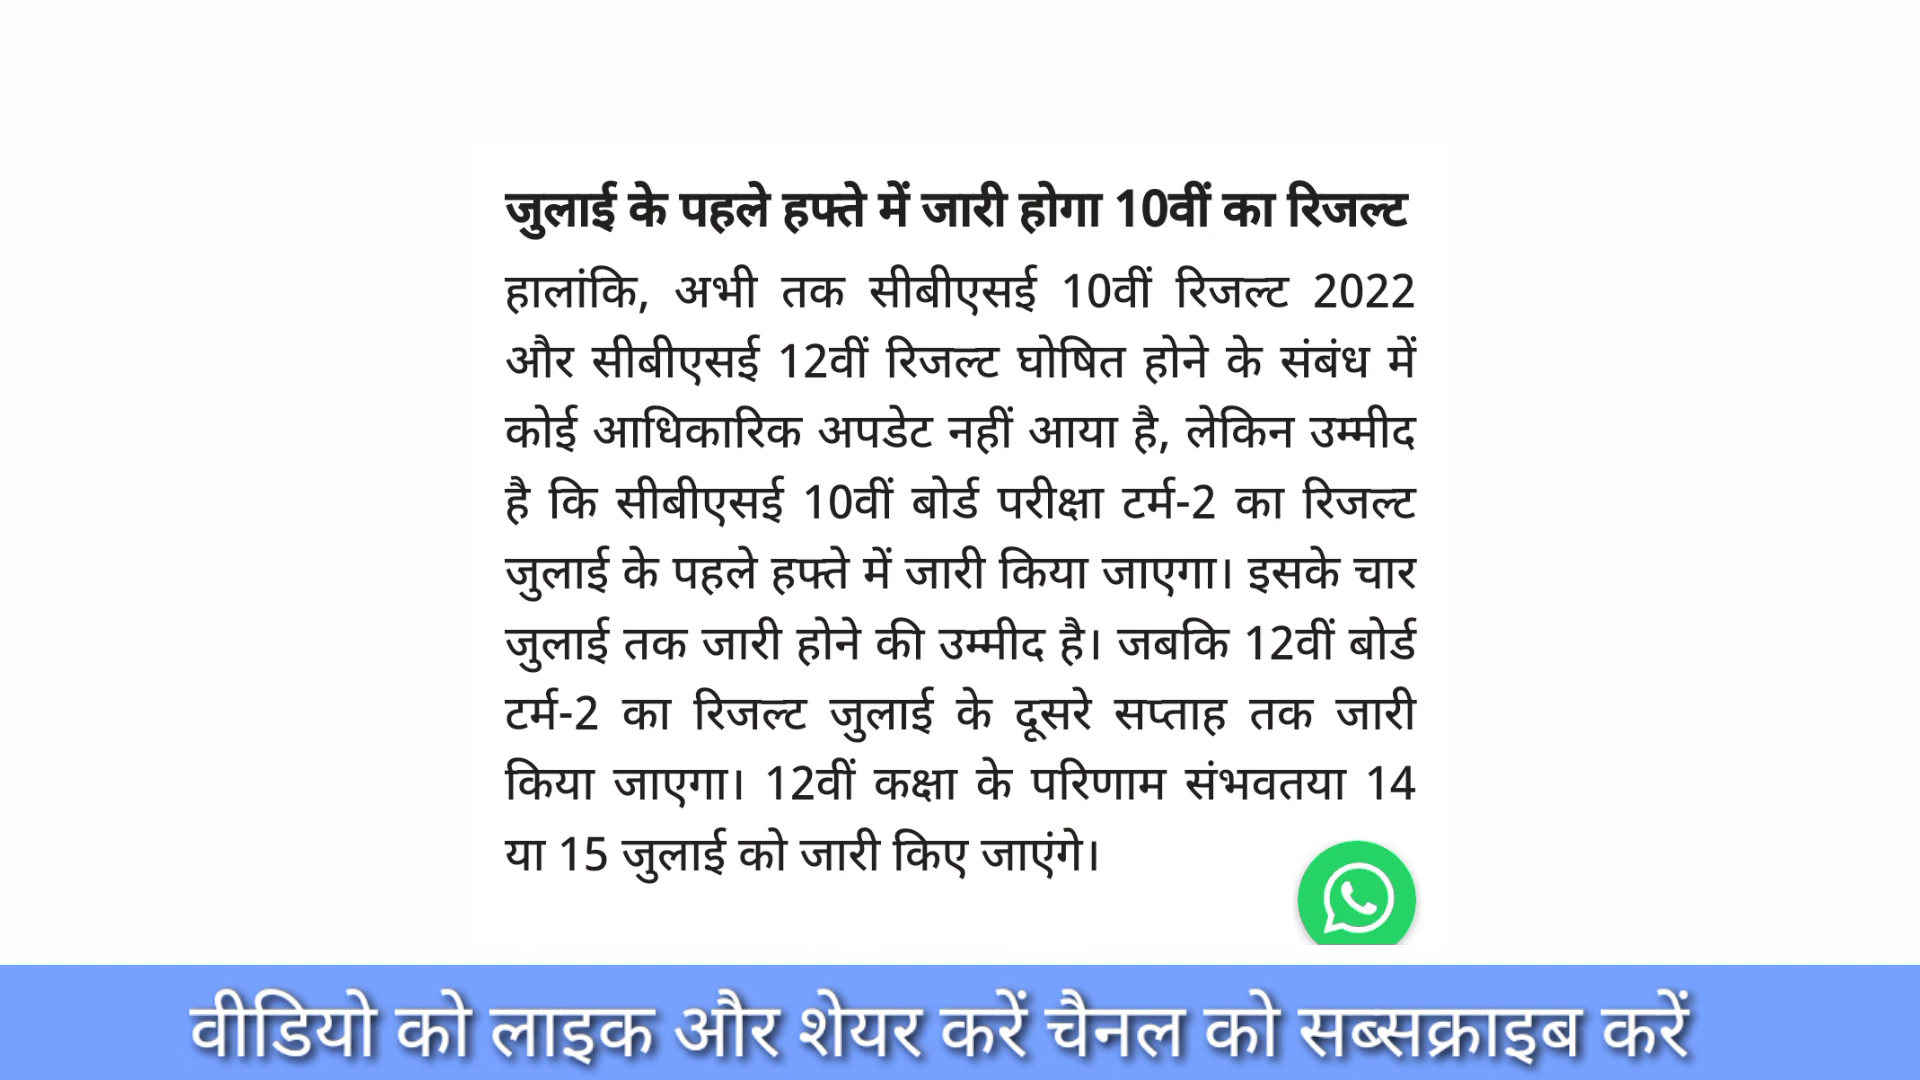 जुलाई के पहले हफ्ते में जारी होगा 10वीं का रिजल्ट
हालांकि, अभी तक सीबीएसई 10वीं रिजल्ट 2022
और सीबीएसई 12वीं रिजल्ट घोषित होने के संबंध में
कोई आधिकारिक अपडेट नहीं आया है, लेकिन उम्मीद
है कि सीबीएसई 10वीं बोर्ड परीक्षा टर्म-2 का रिजल्ट
जुलाई के पहले हफ्ते में जारी किया जाएगा। इसके चार
जुलाई तक जारी होने की उम्मीद है। जबकि 12वीं बोर्ड
टर्म-2 का रिजल्ट जुलाई के दूसरे सप्ताह तक जारी
किया जाएगा। 12वीं कक्षा के परिणाम संभवतया 14
या 15 जुलाई को जारी किए जाएंगे।
वीडियो को लाइक और शेयर करें चैनल को सब्सक्राइब करें